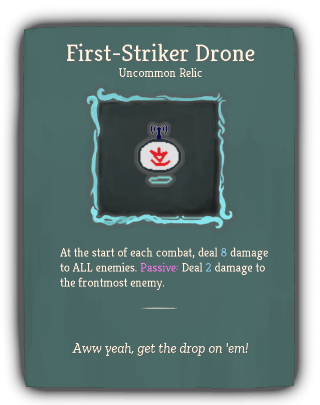 First-Striker Drone
Uncommon Relic
At the start of each combat, deal 8 damage
to ALL enemies. Passive: Deal 2 damage to
the frontmost enemy.
Aww yeah, get the drop on 'em!